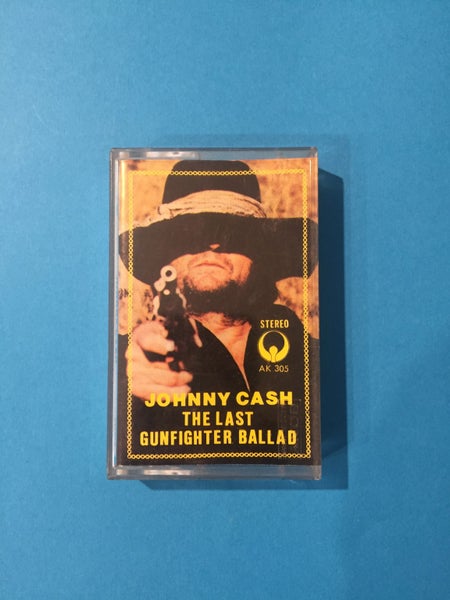 STEREO
AK 305
JOHNNY CASH
THE LAST
GUNFIGHTER BALLAD